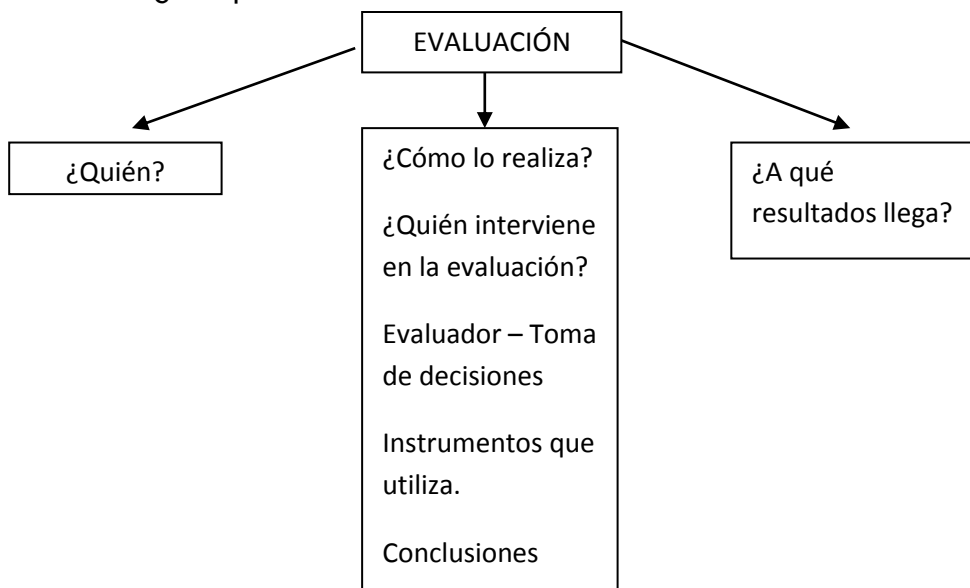 EVALUACIÓN
¿Quién?
¿Cómo lo realiza?
¿Quién interviene
en la evaluación?
Evaluador – Toma
de decisiones
Instrumentos que
utiliza.
Conclusiones
¿A qué
resultados llega?